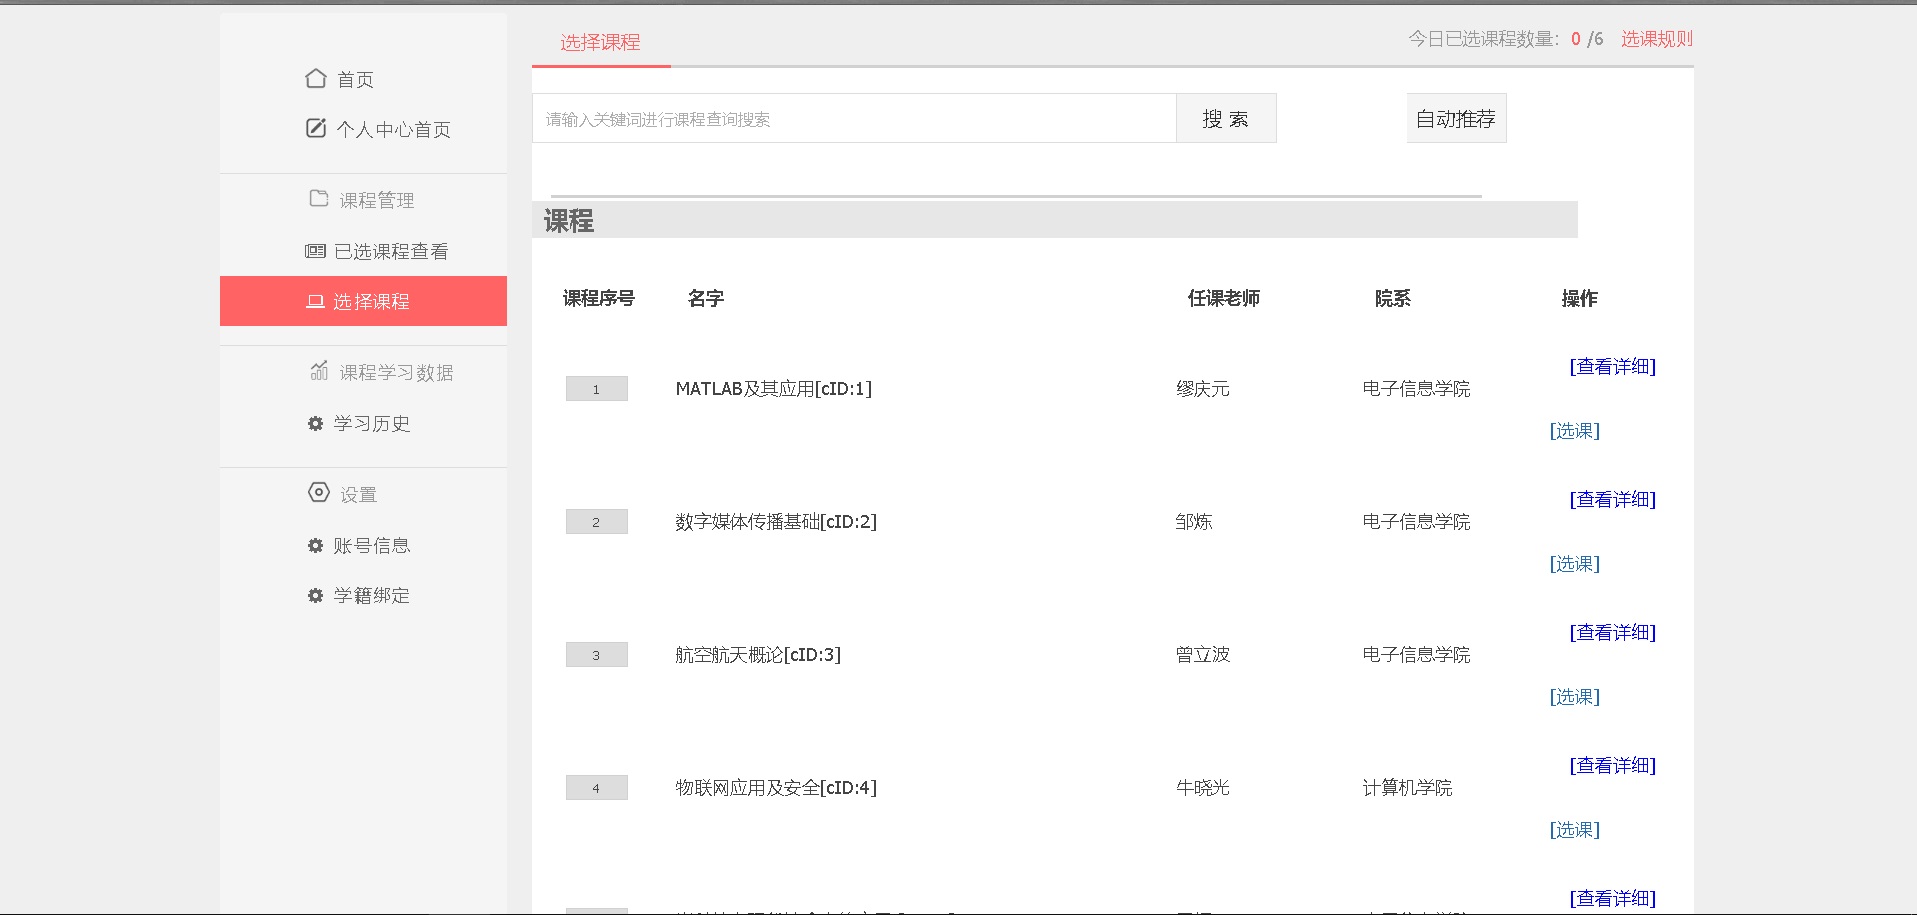 首页
个人中心首页
课程管理
已选课程查看
选择课程
课程学习数据
学习历史
设置
账号信息
学籍绑定
选择课程
今日已选课程数量: 0 /6 选课规则
请输入关键词进行课程查询搜索
搜 索
自动推荐
课程
课程序号 名字 任课老师 院系 操作
[查看详细]
1 MATLAB及其应用[cID:1] 缪庆元 电子信息学院
[选课]
[查看详细]
2 数字媒体传播基础[cID:2] 邹炼 电子信息学院
[选课]
[查看详细]
3 航空航天概论[cID:3] 曾立波 电子信息学院
[选课]
[查看详细]
4 物联网应用及安全[cID:4] 牛晓光 计算机学院
[选课]
[查看详细]